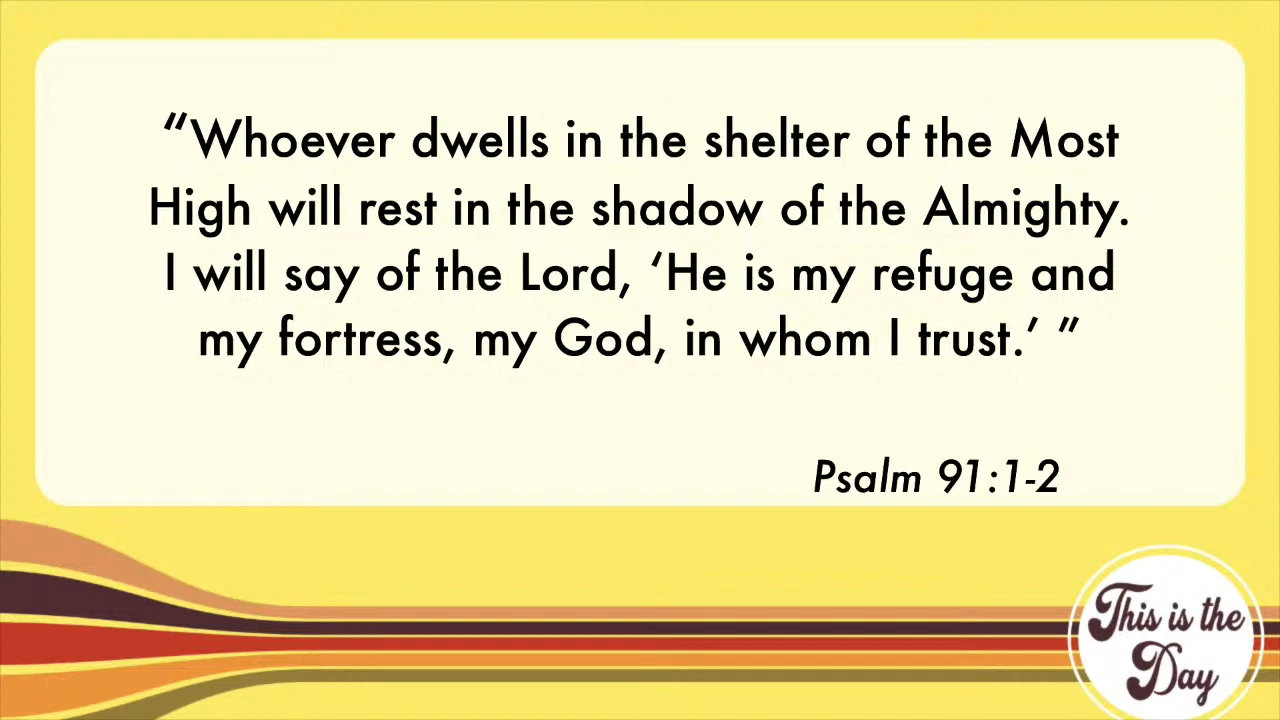 “Whoever dwells in the shelter of the Most
High will rest in the shadow of the Almighty.
I will say of the Lord, ‘He is my refuge and
my fortress, my God, in whom I trust.’ ”
Psalm 91:1-2
This is the
Day